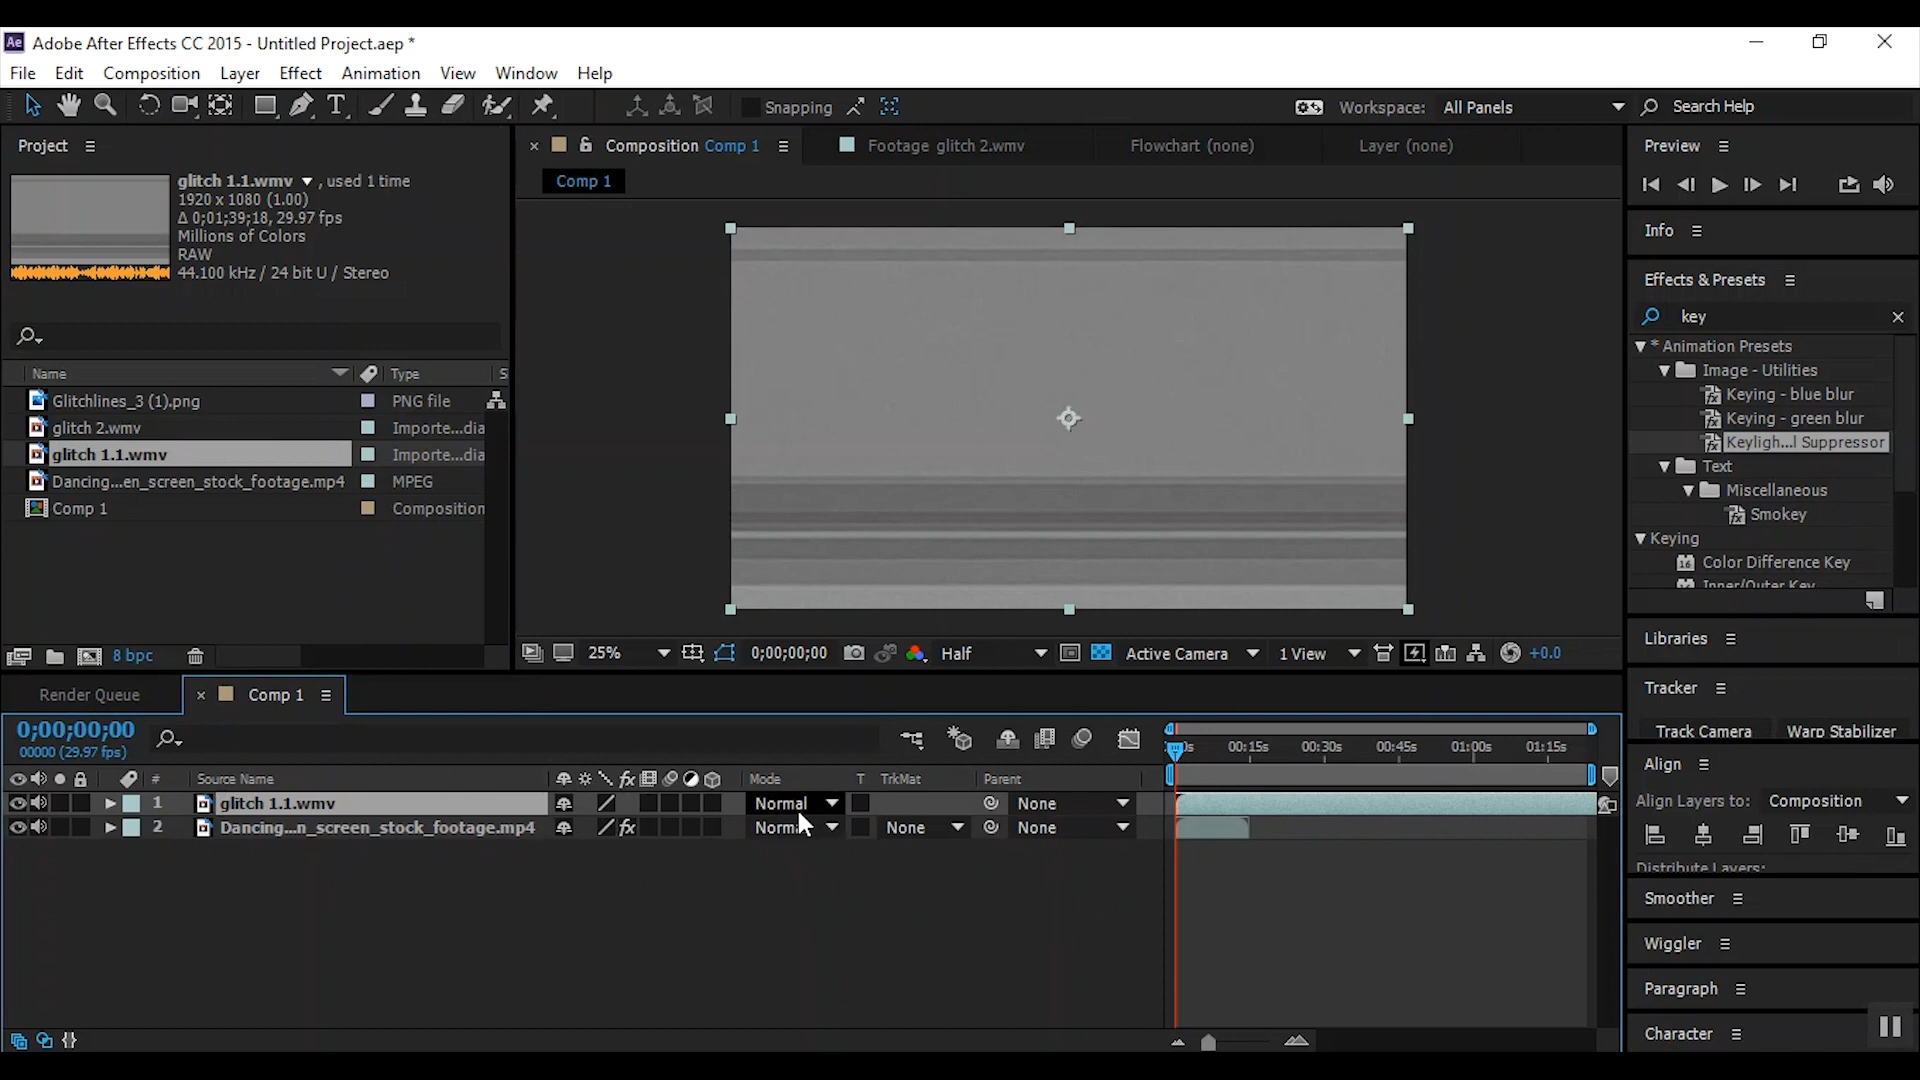 Ae Adobe After Effects CC 2015 - Untitled Project.aep *
File Edit Composition Layer Effect Animation View Window Help
Snapping Workspace: All Panels Search Help
Project
glitch 1.1.wmv , used 1 time
1920 x 1080 (1.00)
Δ 0;01;39;18, 29.97 fps
Millions of Colors
RAW
44.100 kHz / 24 bit U / Stereo
Name Type S
Glitchlines_3 (1).png PNG file
glitch 2.wmv Importe...dia
glitch 1.1.wmv Importe...dia
Dancing...en_screen_stock_footage.mp4 MPEG
Comp 1 Composition
8 bpc
Composition Comp 1 Footage glitch 2.wmv Flowchart (none) Layer (none)
Comp 1
25% 0;00;00;00 Half Active Camera 1 View +0.0
Preview
Info
Effects & Presets
key
* Animation Presets
Image - Utilities
Keying - blue blur
Keying - green blur
Keyligh...l Suppressor
Text
Miscellaneous
Smokey
Keying
Color Difference Key
Inner/Outer Key
Libraries
Tracker
Track Camera Warp Stabilizer
Align
Align Layers to: Composition
Distribute Layers:
Smoother
Wiggler
Paragraph
Character
Render Queue Comp 1
0;00;00;00
00000 (29.97 fps)
00:15s 00:30s 00:45s 01:00s 01:15s
# Source Name fx Mode T TrkMat Parent
1 glitch 1.1.wmv Normal None
2 Dancing...n_screen_stock_footage.mp4 fx None None